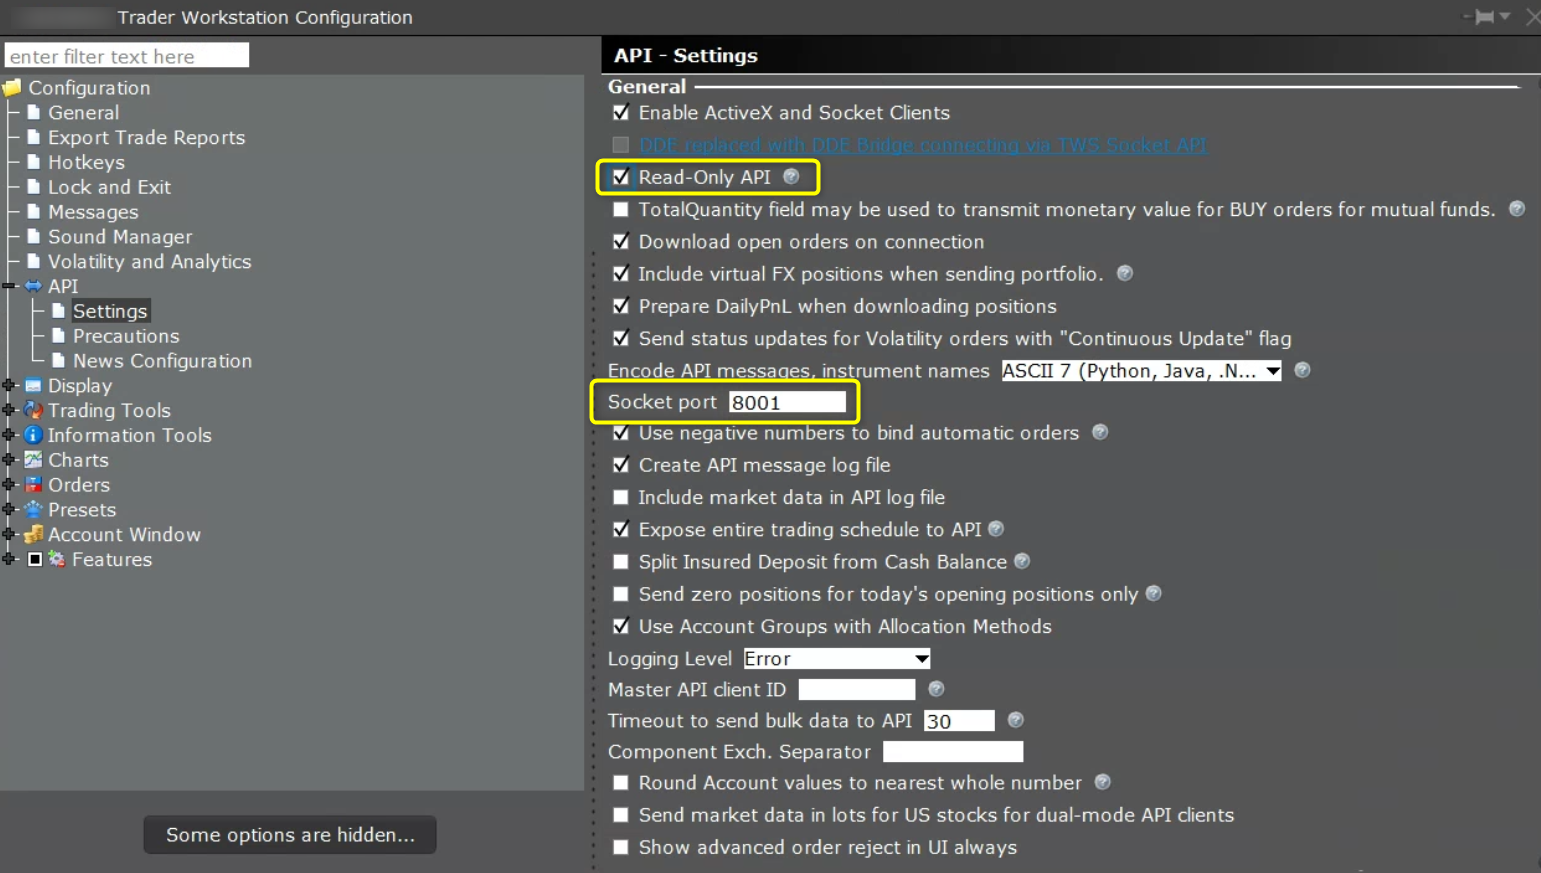 Trader Workstation Configuration
enter filter text here
Configuration
General
Export Trade Reports
Hotkeys
Lock and Exit
Messages
Sound Manager
Volatility and Analytics
API
Settings
Precautions
News Configuration
Display
Trading Tools
Information Tools
Charts
Orders
Presets
Account Window
Features
Some options are hidden...
API - Settings
General
Enable ActiveX and Socket Clients
DDE replaced with DDE Bridge connecting via TWS Socket API
Read-Only API ?
TotalQuantity field may be used to transmit monetary value for BUY orders for mutual funds. ?
Download open orders on connection
Include virtual FX positions when sending portfolio. ?
Prepare DailyPnL when downloading positions
Send status updates for Volatility orders with "Continuous Update" flag
Encode API messages, instrument names ASCII 7 (Python, Java, .N... ?
Socket port 8001
Use negative numbers to bind automatic orders ?
Create API message log file
Include market data in API log file
Expose entire trading schedule to API ?
Split Insured Deposit from Cash Balance ?
Send zero positions for today's opening positions only ?
Use Account Groups with Allocation Methods
Logging Level Error
Master API client ID ?
Timeout to send bulk data to API 30 ?
Component Exch. Separator
Round Account values to nearest whole number ?
Send market data in lots for US stocks for dual-mode API clients
Show advanced order reject in UI always